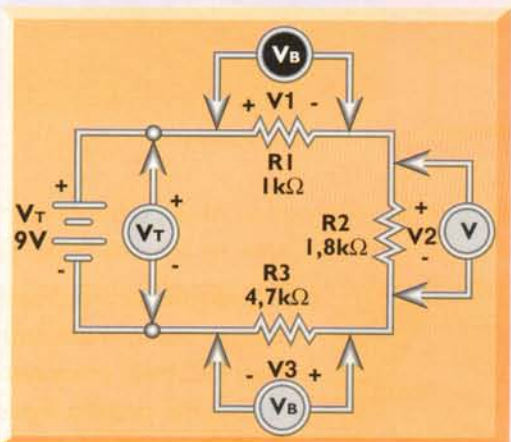 VB
+ V1 -
R1
1kΩ
+
VT
9V
-
+
VT
-
R2
1,8kΩ
+
V2
-
V
R3
4,7kΩ
- V3 +
VB